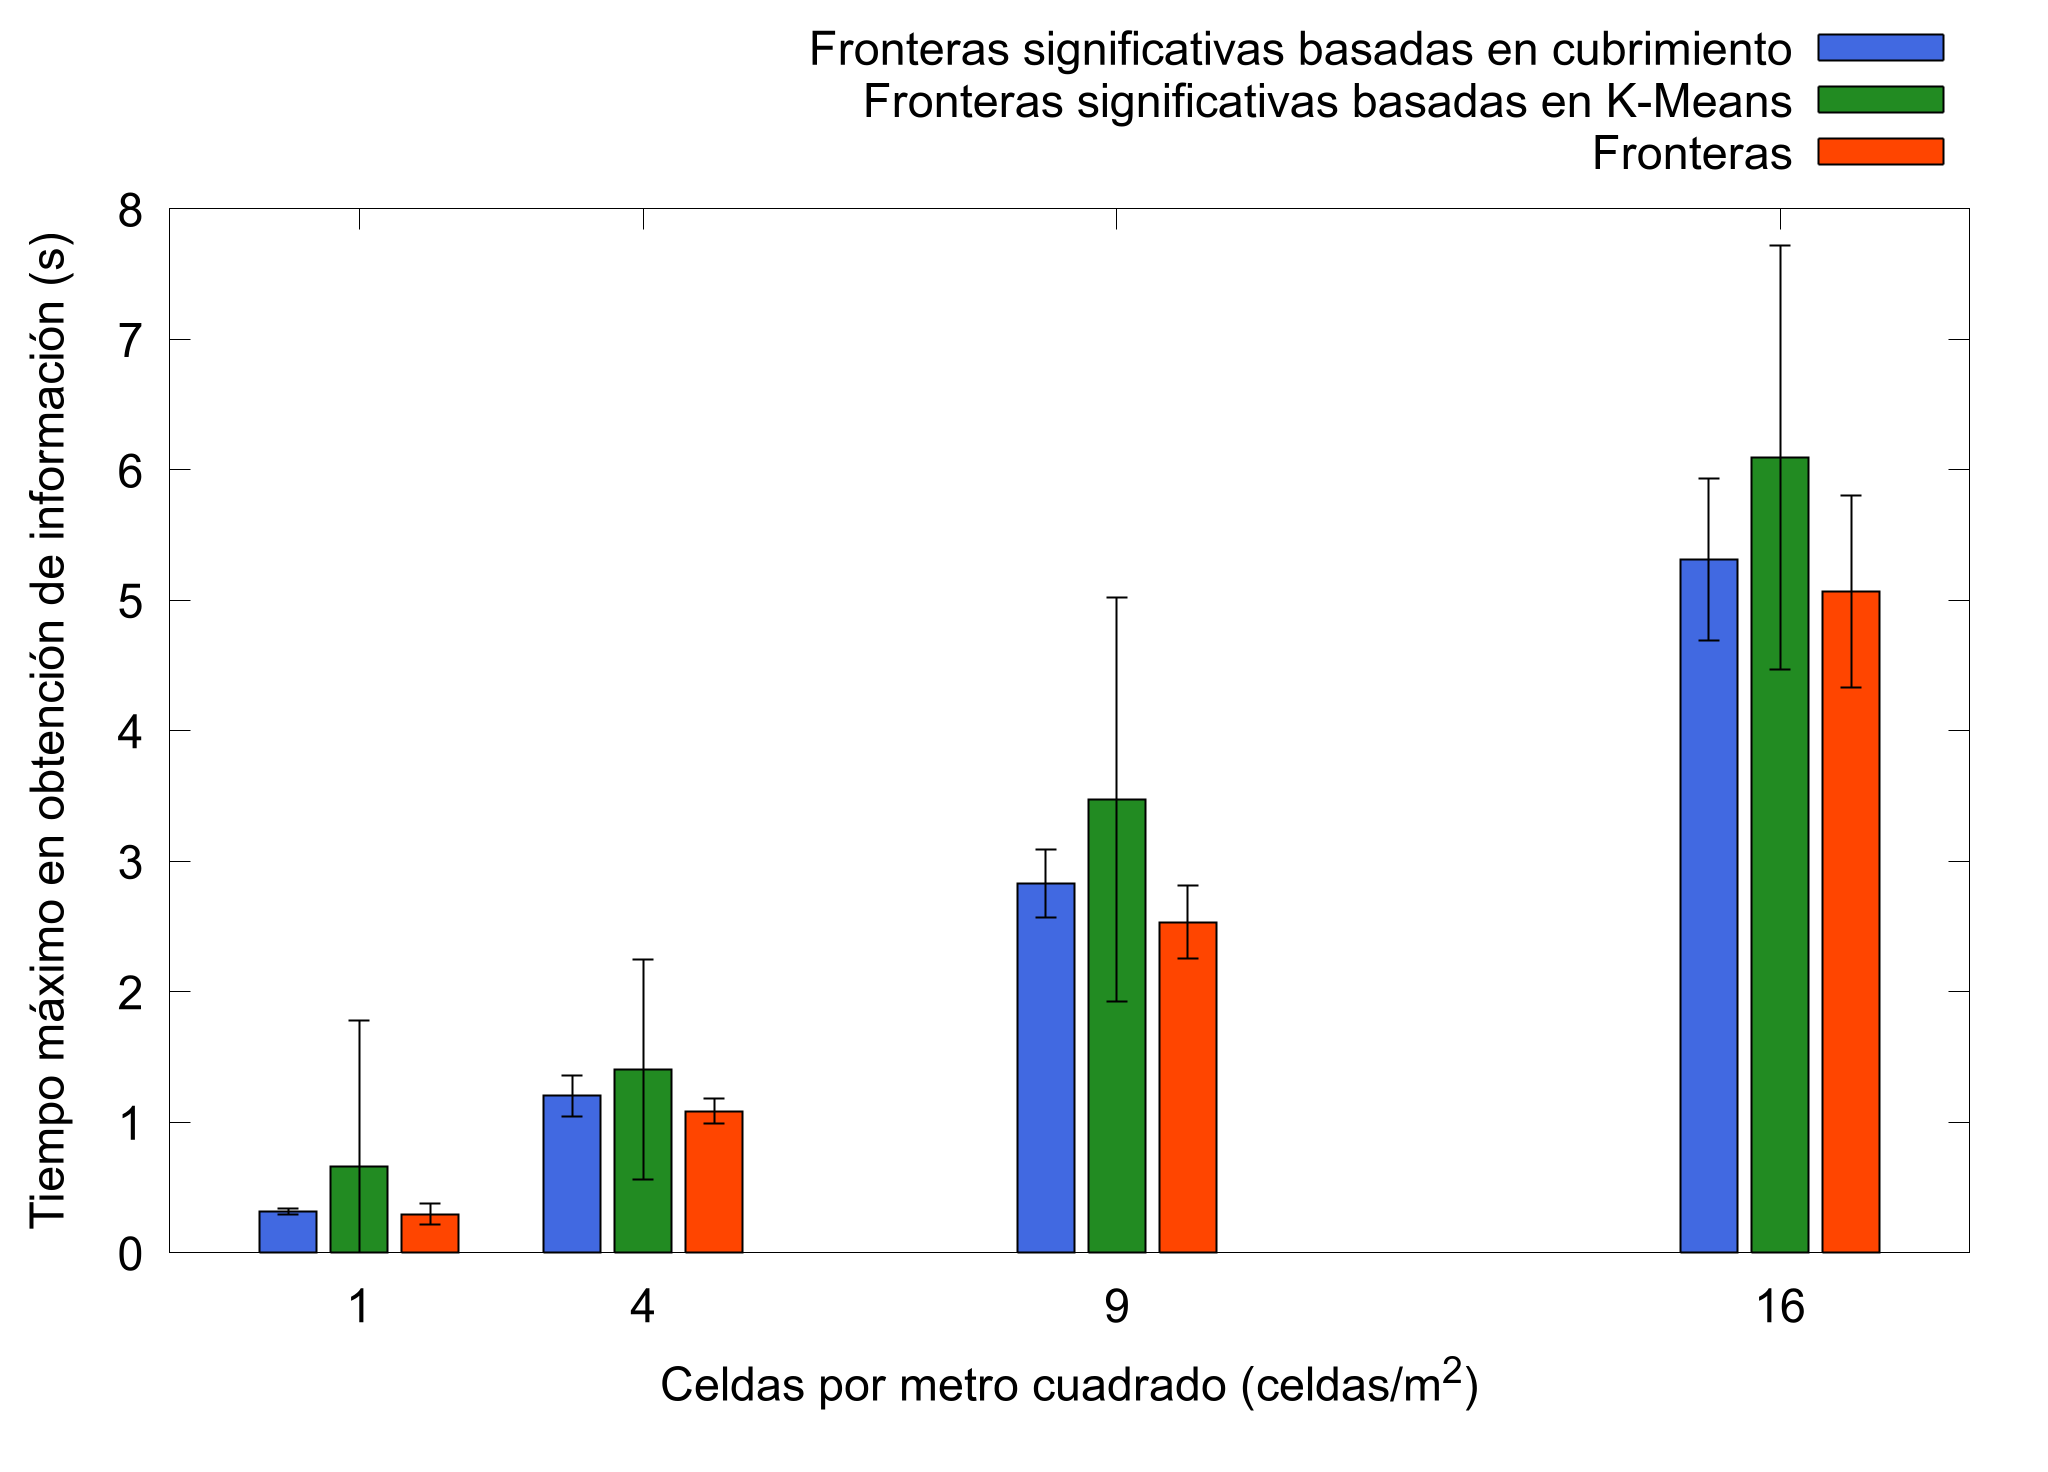 Fronteras significativas basadas en cubrimiento
Fronteras significativas basadas en K-Means
Fronteras
Tiempo máximo en obtención de información (s)
8
7
6
5
4
3
2
1
0
1 4 9 16
Celdas por metro cuadrado (celdas/m²)